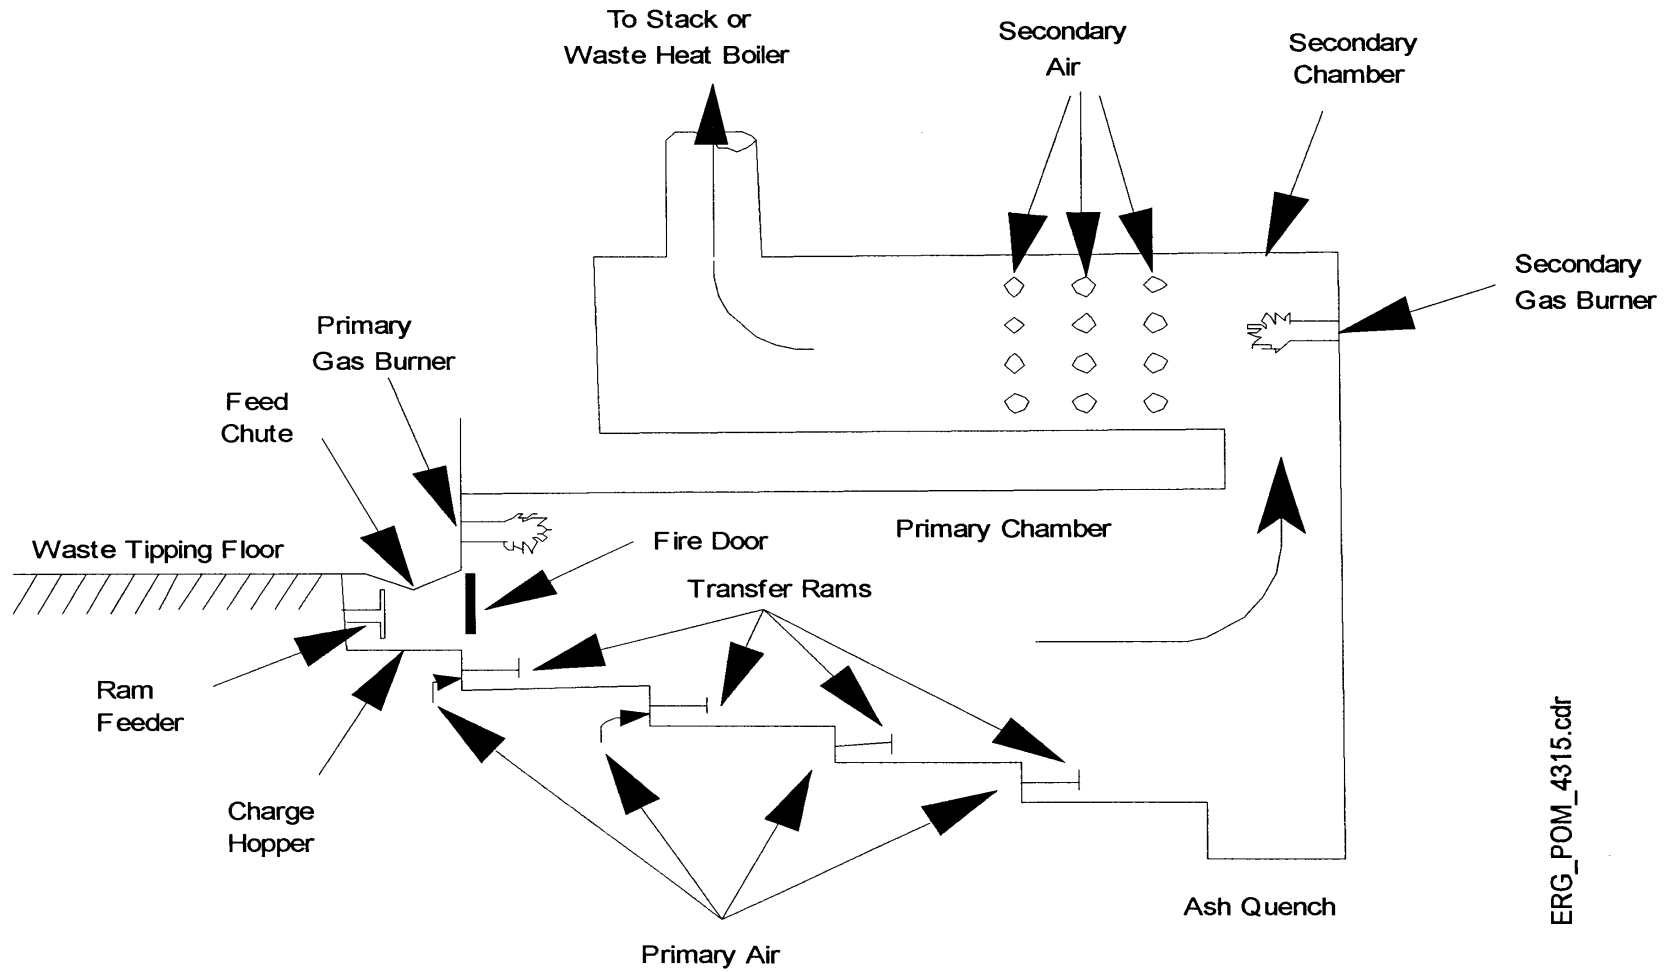 To Stack or
Waste Heat Boiler
Secondary
Air
Secondary
Chamber
Secondary
Gas Burner
Primary
Gas Burner
Feed
Chute
Waste Tipping Floor
Fire Door
Primary Chamber
Transfer Rams
Ram
Feeder
Charge
Hopper
Primary Air
Ash Quench
ERG_POM_4315.cdr